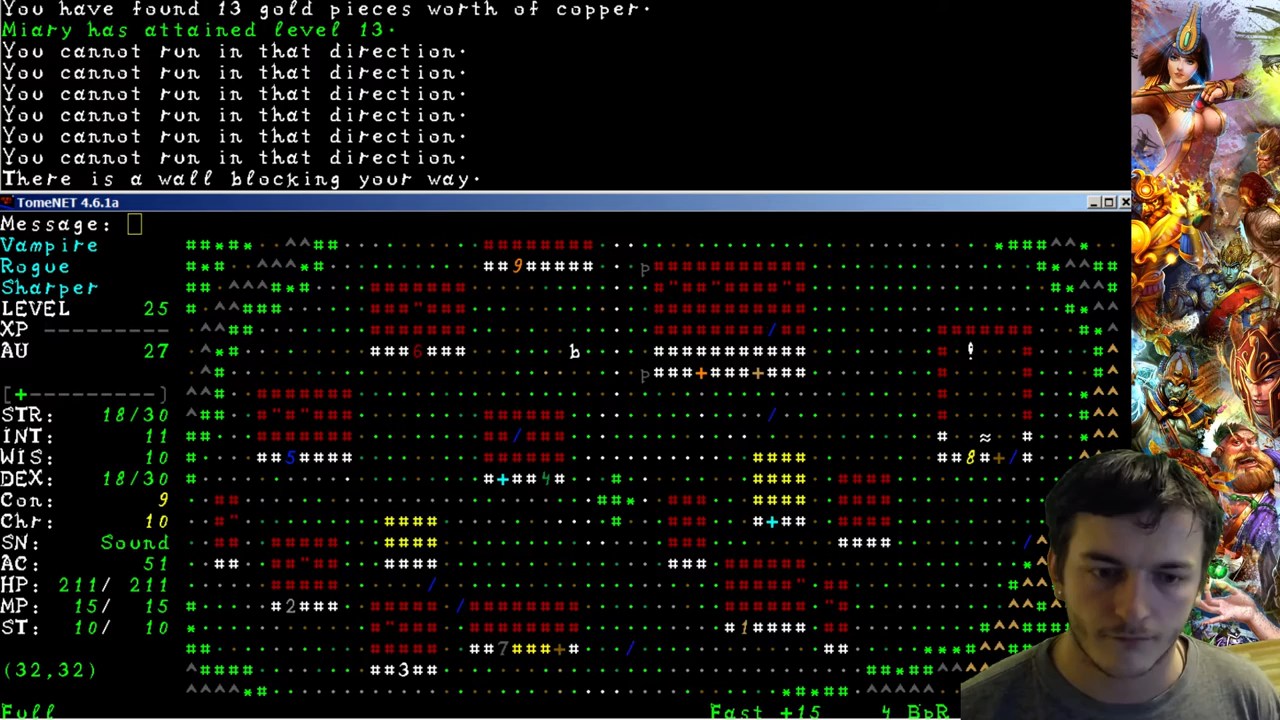 You have found 13 gold pieces worth of copper.
Miary has attained level 13.
You cannot run in that direction.
You cannot run in that direction.
You cannot run in that direction.
You cannot run in that direction.
You cannot run in that direction.
You cannot run in that direction.
There is a wall blocking your way.
TomeNET 4.6.1a
Message:
Vampire
Rogue
Sharper
LEVEL 25
XP ---------
AU 27
[+---------]
STR: 18/30
INT: 11
WIS: 10
DEX: 18/30
Con: 9
Chr: 10
SN: Sound
AC: 51
HP: 211/ 211
MP: 15/ 15
ST: 10/ 10
(32,32)
Full Fast +15 4 BpR